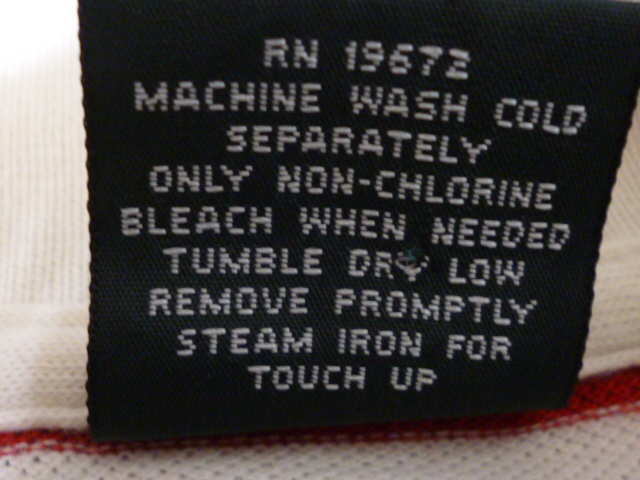 RN 19672
MACHINE WASH COLD
SEPARATELY
ONLY NON-CHLORINE
BLEACH WHEN NEEDED
TUMBLE DRY LOW
REMOVE PROMPTLY
STEAM IRON FOR
TOUCH UP